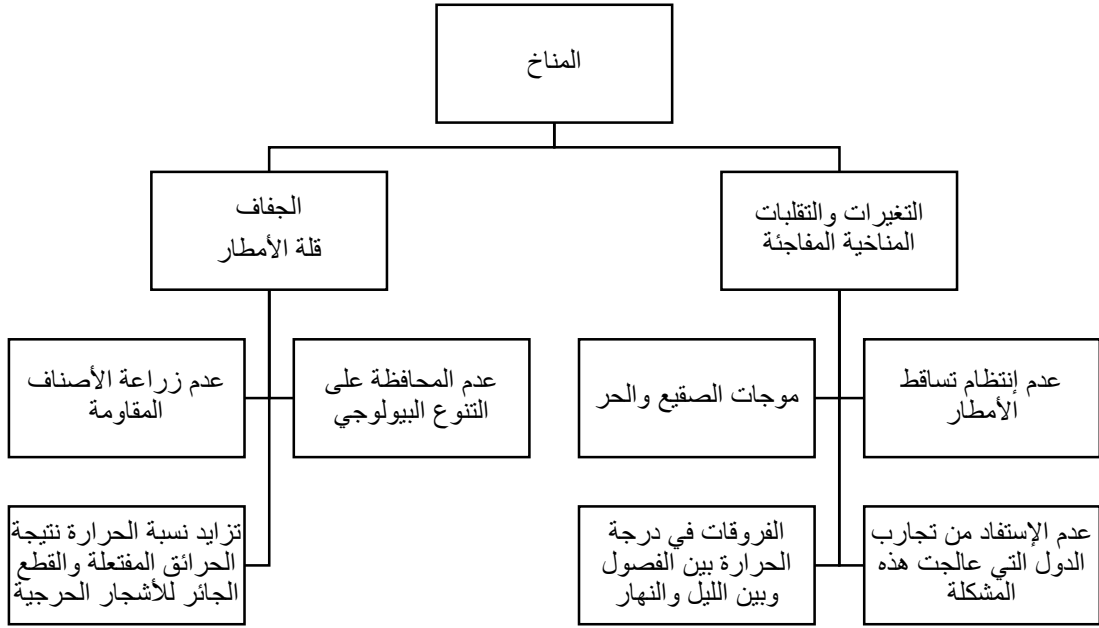 المناخ
التغيرات والتقلبات
المناخية المفاجئة
الجفاف
قلة الأمطار
عدم إنتظام تساقط
الأمطار
موجات الصقيع والحر
عدم المحافظة على
التنوع البيولوجي
عدم زراعة الأصناف
المقاومة
عدم الإستفاد من تجارب
الدول التي عالجت هذه
المشكلة
الفروقات في درجة
الحرارة بين الفصول
وبين الليل والنهار
تزايد نسبة الحرارة نتيجة
الحرائق المفتعلة والقطع
الجائر للأشجار الحرجية